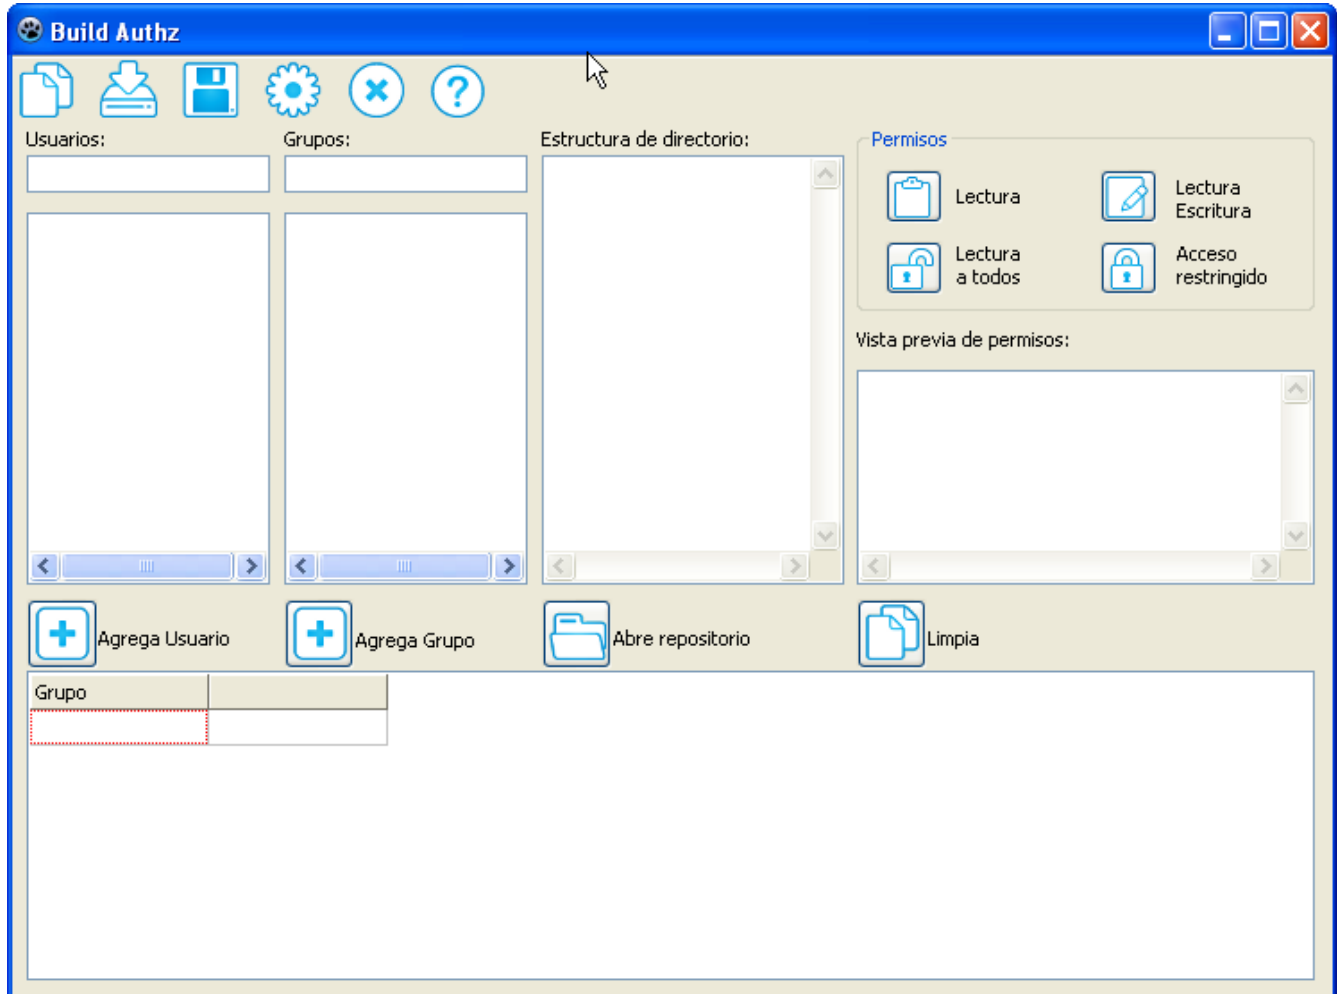 Build Authz
Usuarios:
Grupos:
Estructura de directorio:
Permisos
Lectura
Lectura
Escritura
Lectura
a todos
Acceso
restringido
Vista previa de permisos:
Agrega Usuario
Agrega Grupo
Abre repositorio
Limpia
Grupo